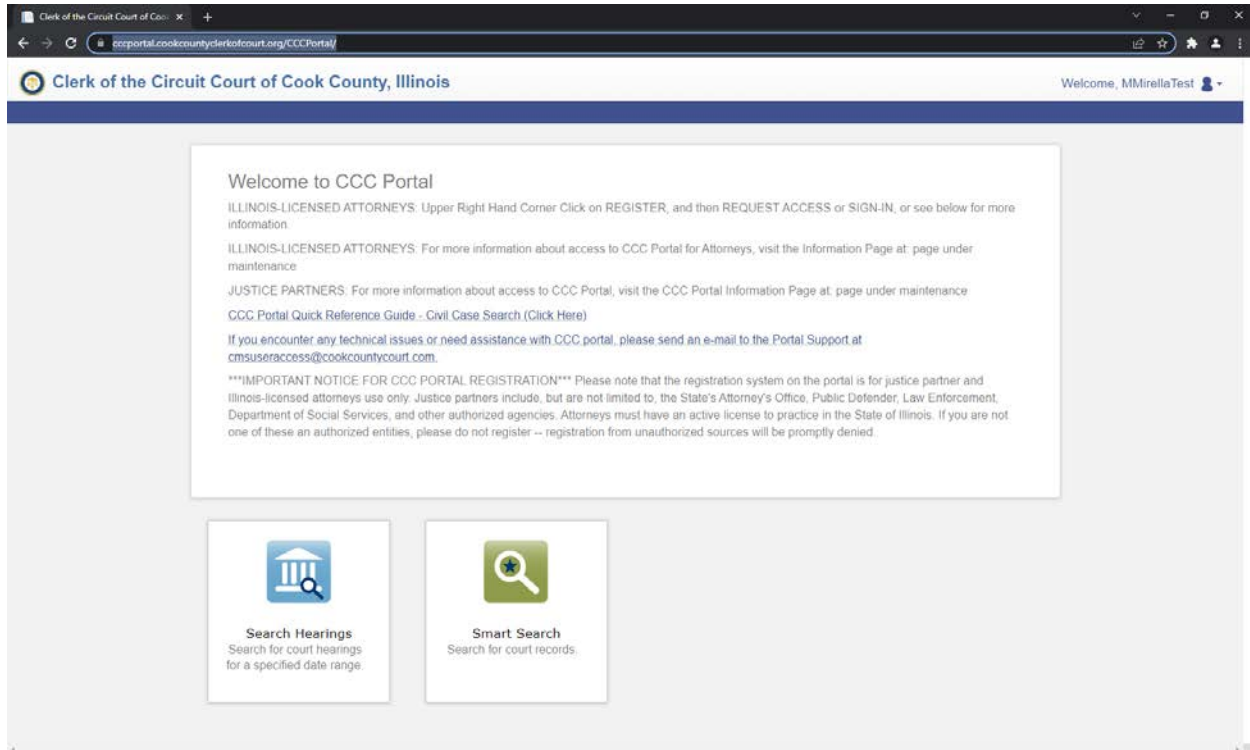 Clerk of the Circuit Court of Coo
cccportal.cookcountyclerkofcourt.org/CCCPortal/
Clerk of the Circuit Court of Cook County, Illinois
Welcome, MMirellaTest
Welcome to CCC Portal
ILLINOIS-LICENSED ATTORNEYS: Upper Right Hand Corner Click on REGISTER, and then REQUEST ACCESS or SIGN-IN, or see below for more
information.
ILLINOIS-LICENSED ATTORNEYS: For more information about access to CCC Portal for Attorneys, visit the Information Page at: page under
maintenance
JUSTICE PARTNERS: For more information about access to CCC Portal, visit the CCC Portal Information Page at: page under maintenance
CCC Portal Quick Reference Guide - Civil Case Search (Click Here)
If you encounter any technical issues or need assistance with CCC portal, please send an e-mail to the Portal Support at
cmsuseraccess@cookcountycourt.com.
***IMPORTANT NOTICE FOR CCC PORTAL REGISTRATION*** Please note that the registration system on the portal is for justice partner and
Illinois-licensed attorneys use only. Justice partners include, but are not limited to, the State's Attorney's Office, Public Defender, Law Enforcement,
Department of Social Services, and other authorized agencies. Attorneys must have an active license to practice in the State of Illinois. If you are not
one of these an authorized entities, please do not register -- registration from unauthorized sources will be promptly denied.
Search Hearings
Search for court hearings
for a specified date range.
Smart Search
Search for court records.